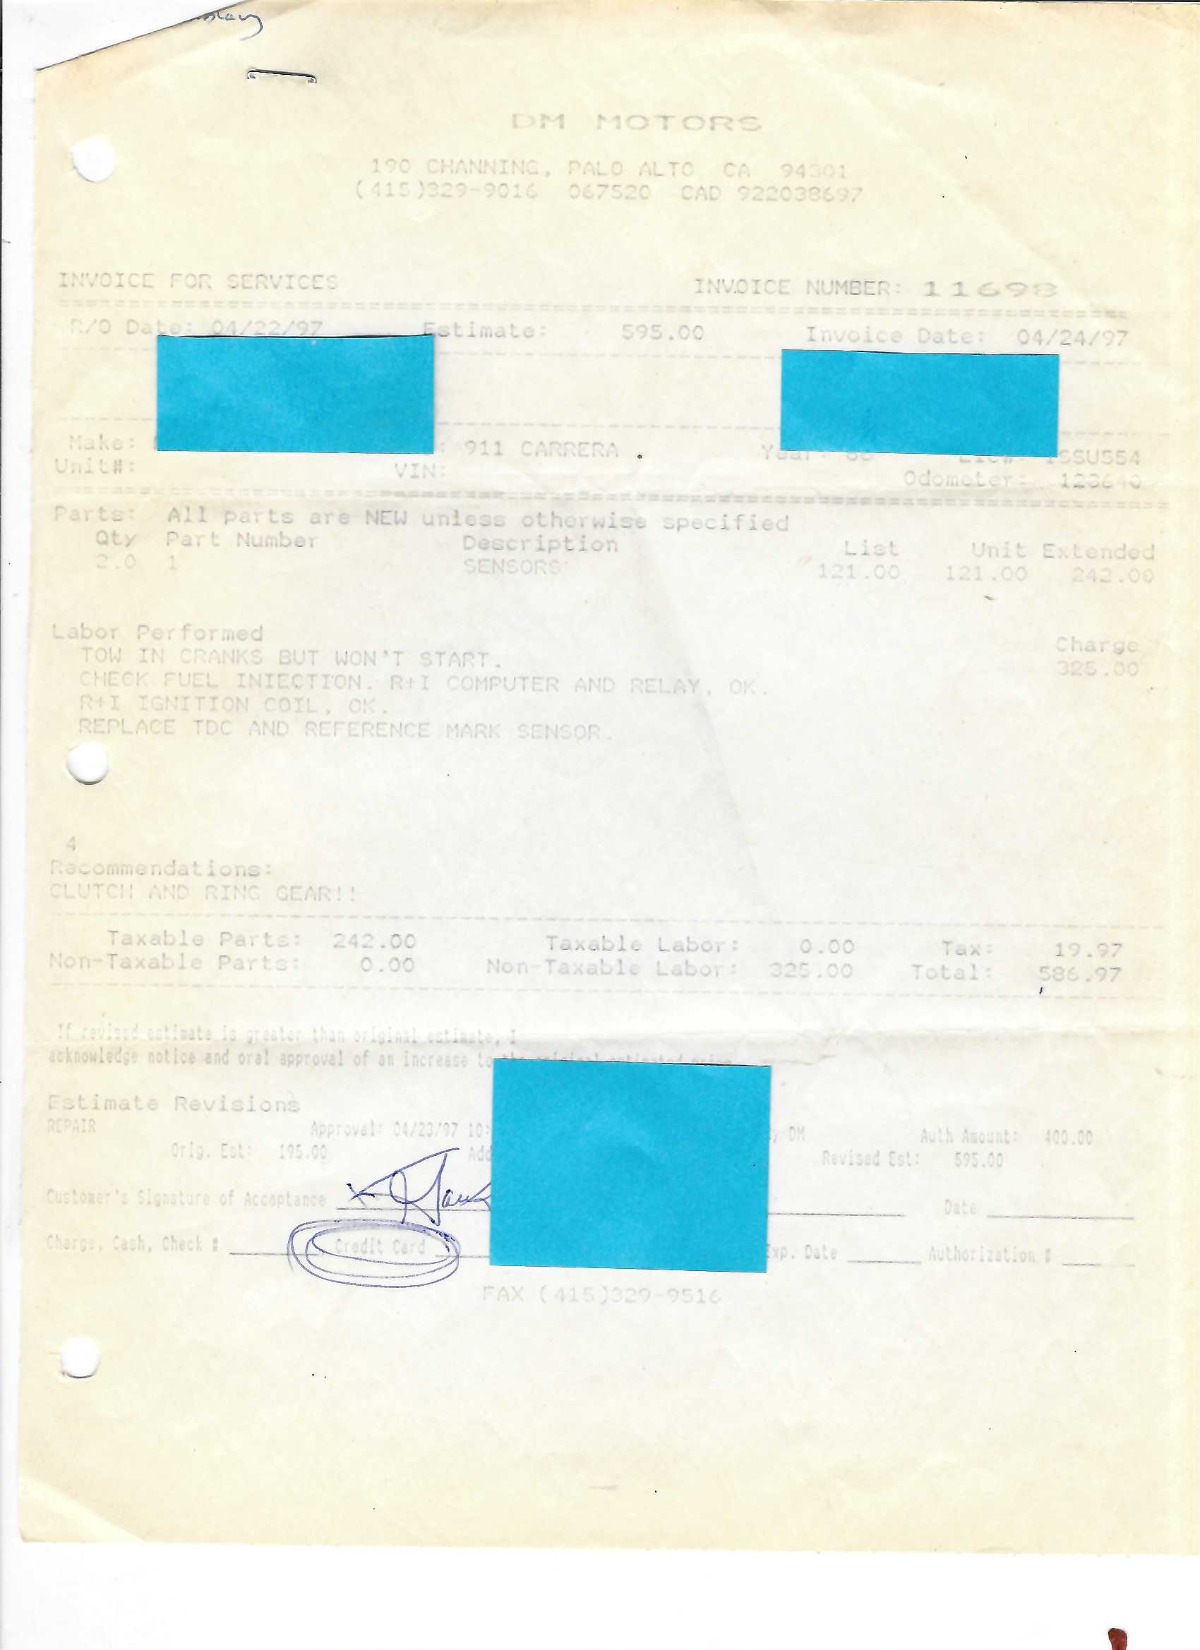 DM MOTORS
190 CHANNING, PALO ALTO CA 94301
(415)329-9016 067520 CAD 922038697
INVOICE FOR SERVICES INVOICE NUMBER: 11698
R/O Date: 04/22/97 Estimate: 595.00 Invoice Date: 04/24/97
Make: 911 CARRERA
Unit#: VIN: Odometer:
Parts: All parts are NEW unless otherwise specified
Qty Part Number Description List Unit Extended
2.0 1 SENSORS 121.00 121.00 242.00
Labor Performed Charge
TOW IN CRANKS BUT WON'T START. 325.00
CHECK FUEL INJECTION. R+I COMPUTER AND RELAY, OK.
R+I IGNITION COIL, OK.
REPLACE TDC AND REFERENCE MARK SENSOR.
4
Recommendations:
CLUTCH AND RING GEAR!!
Taxable Parts: 242.00 Taxable Labor: 0.00 Tax: 19.97
Non-Taxable Parts: 0.00 Non-Taxable Labor: 325.00 Total: 586.97
If revised estimate is greater than original estimate, I
acknowledge notice and oral approval of an increase to the original estimated price.
Estimate Revisions
REPAIR Approval: 04/23/97 10: DM Auth Amount: 400.00
Orig. Est: 195.00 Revised Est: 595.00
Customer's Signature of Acceptance Date
Charge, Cash, Check # Credit Card Exp. Date Authorization #
FAX (415)329-9516